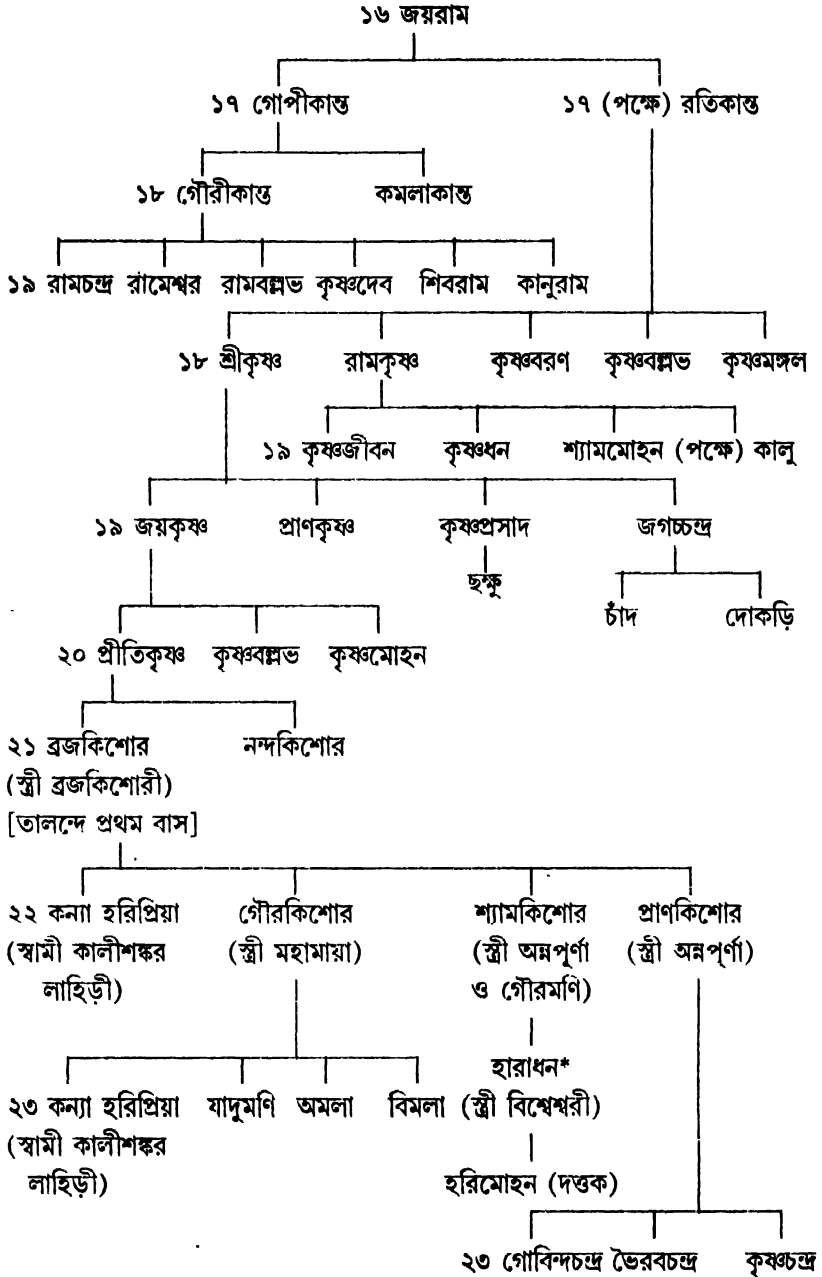 ১৬ জয়রাম
১৭ গোপীকান্ত ১৭ (পক্ষে) রতিকান্ত
১৮ গৌরীকান্ত কমলাকান্ত
১৯ রামচন্দ্র রামেশ্বর রামবল্লভ কৃষ্ণদেব শিবরাম কানুরাম
১৮ শ্রীকৃষ্ণ রামকৃষ্ণ কৃষ্ণবরণ কৃষ্ণবল্লভ কৃষ্ণমঙ্গল
১৯ কৃষ্ণজীবন কৃষ্ণধন শ্যামমোহন (পক্ষে) কালু
১৯ জয়কৃষ্ণ প্রাণকৃষ্ণ কৃষ্ণপ্রসাদ জগচ্চন্দ্র
ছক্ষু
চাঁদ দোকড়ি
২০ প্রীতিকৃষ্ণ কৃষ্ণবল্লভ কৃষ্ণমোহন
২১ ব্রজকিশোর নন্দকিশোর
(স্ত্রী ব্রজকিশোরী)
[তালন্দে প্রথম বাস]
২২ কন্যা হরিপ্রিয়া গৌরকিশোর শ্যামকিশোর প্রাণকিশোর
(স্বামী কালীশঙ্কর (স্ত্রী মহামায়া) (স্ত্রী অন্নপূর্ণা (স্ত্রী অন্নপূর্ণা)
লাহিড়ী) ও গৌরমণি)
হারাধন*
২৩ কন্যা হরিপ্রিয়া যাদুমণি অমলা বিমলা (স্ত্রী বিশ্বেশ্বরী)
(স্বামী কালীশঙ্কর
লাহিড়ী) হরিমোহন (দত্তক)
২৩ গোবিন্দচন্দ্র ভৈরবচন্দ্র কৃষ্ণচন্দ্র